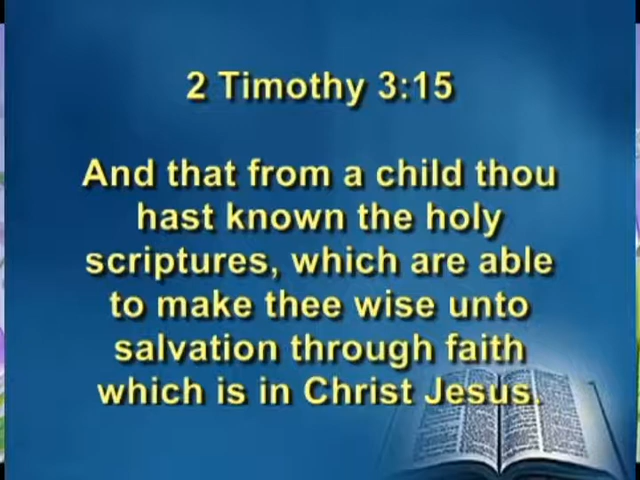 2 Timothy 3:15
And that from a child thou
hast known the holy
scriptures, which are able
to make thee wise unto
salvation through faith
which is in Christ Jesus.